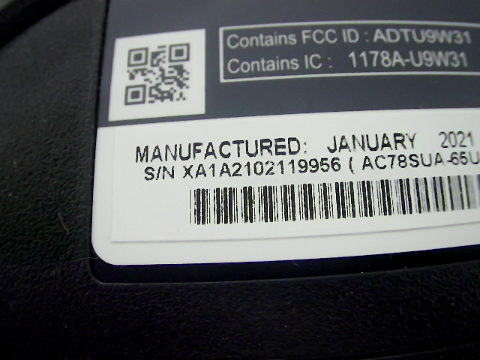 Contains FCC ID : ADTU9W31
Contains IC : 1178A-U9W31
MANUFACTURED: JANUARY 2021
S/N XA1A2102119956 ( AC78SUA-65U